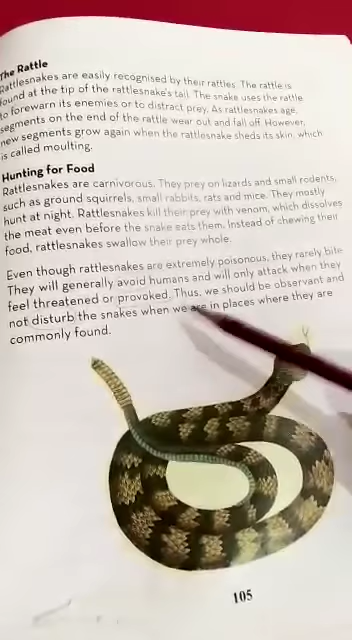 The Rattle
Rattlesnakes are easily recognised by their rattles. The rattle is
found at the tip of the rattlesnake's tail. The snake uses the rattle
to forewarn its enemies or to distract prey. As rattlesnakes age,
segments on the end of the rattle wear out and fall off. However,
new segments grow again when the rattlesnake sheds its skin, which
is called moulting.
Hunting for Food
Rattlesnakes are carnivorous. They prey on lizards and small rodents,
such as ground squirrels, small rabbits, rats and mice. They mostly
hunt at night. Rattlesnakes kill their prey with venom, which dissolves
the meat even before the snake eats them. Instead of chewing their
food, rattlesnakes swallow their prey whole.
Even though rattlesnakes are extremely poisonous, they rarely bite
They will generally avoid humans and will only attack when they
feel threatened or provoked. Thus, we should be observant and
not disturb the snakes when we are in places where they are
commonly found.
105